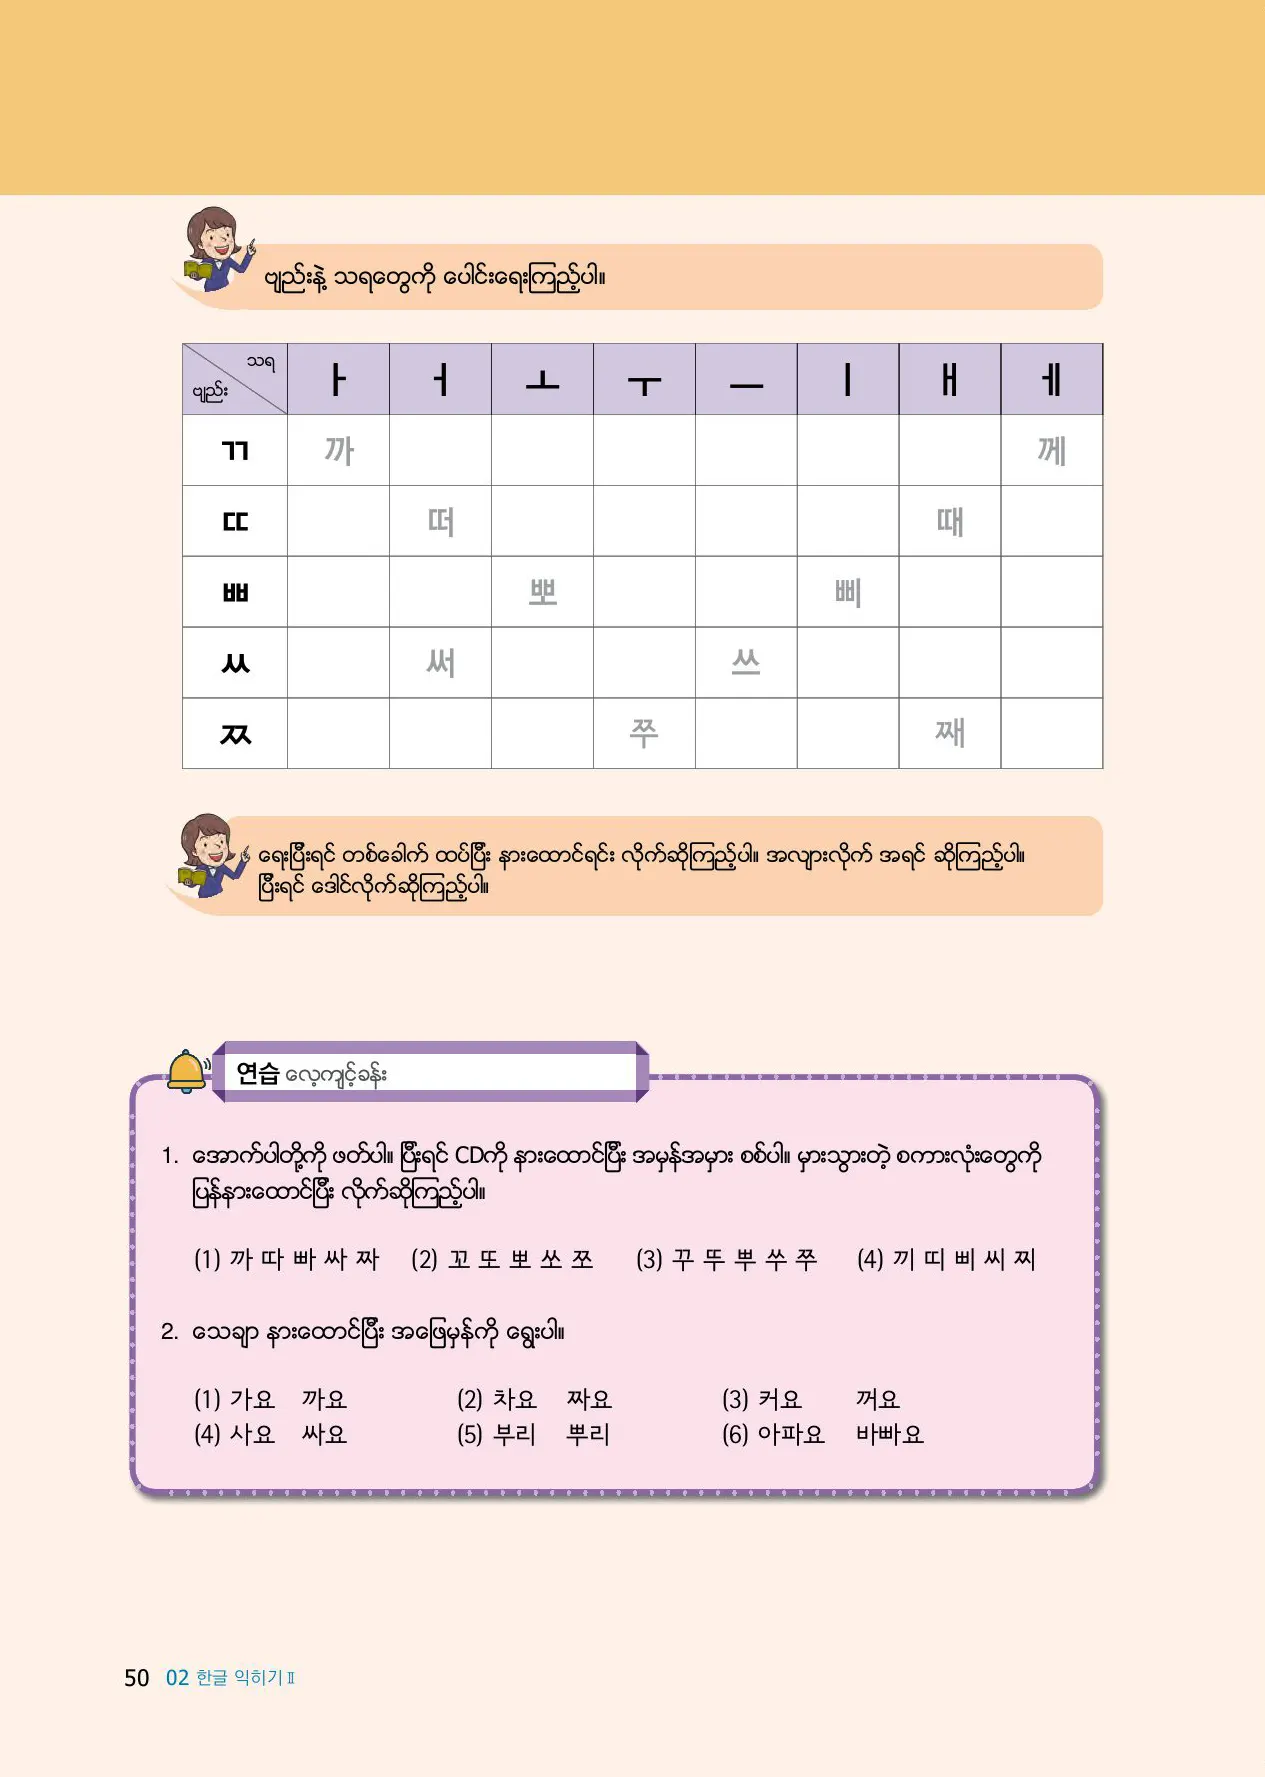 ဗျည်းနဲ့ သရတွေကို ပေါင်းရေးကြည့်ပါ။
သရ
ဗျည်း
ㅏ ㅓ ㅗ ㅜ ㅡ ㅣ ㅐ ㅔ
ㄲ 까 께
ㄸ 떠 때
ㅃ 뽀 삐
ㅆ 써 쓰
ㅉ 쭈 째
ရေးပြီးရင် တစ်ခေါက် ထပ်ပြီး နားထောင်ရင်း လိုက်ဆိုကြည့်ပါ။ အလျားလိုက် အရင် ဆိုကြည့်ပါ။
ပြီးရင် ဒေါင်လိုက်ဆိုကြည့်ပါ။
연습 လေ့ကျင့်ခန်း
1. အောက်ပါတို့ကို ဖတ်ပါ။ ပြီးရင် CDကို နားထောင်ပြီး အမှန်အမှား စစ်ပါ။ မှားသွားတဲ့ စကားလုံးတွေကို
ပြန်နားထောင်ပြီး လိုက်ဆိုကြည့်ပါ။
(1) 까 따 빠 싸 짜 (2) 꼬 또 뽀 쏘 쪼 (3) 꾸 뚜 뿌 쑤 쭈 (4) 끼 띠 삐 씨 찌
2. သေချာ နားထောင်ပြီး အဖြေမှန်ကို ရွေးပါ။
(1) 가요 까요 (2) 차요 짜요 (3) 커요 꺼요
(4) 사요 싸요 (5) 부리 뿌리 (6) 아파요 바빠요
50 02 한글 익히기 Ⅱ